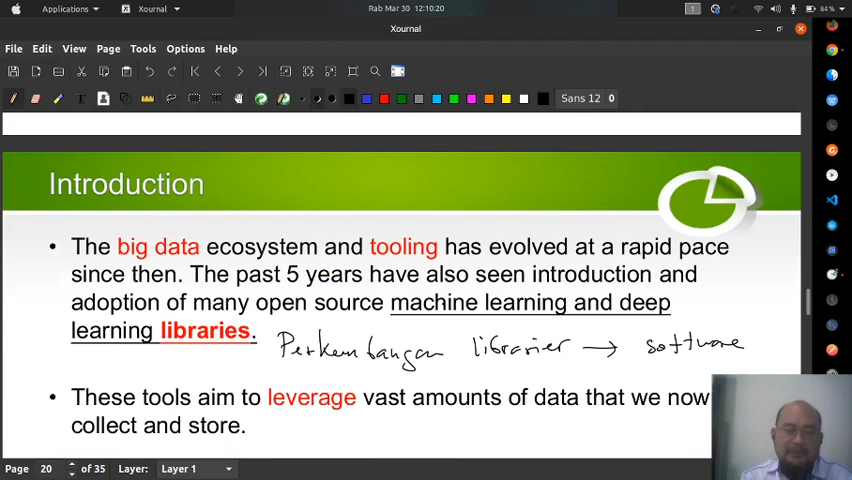 Applications Xournal Rab Mar 30 12:10:20 1 84 %
Xournal
File Edit View Page Tools Options Help
Sans 12 0
Introduction
• The big data ecosystem and tooling has evolved at a rapid pace
since then. The past 5 years have also seen introduction and
adoption of many open source machine learning and deep
learning libraries.
Perkembangan libraries → software
• These tools aim to leverage vast amounts of data that we now
collect and store.
Page 20 of 35 Layer: Layer 1